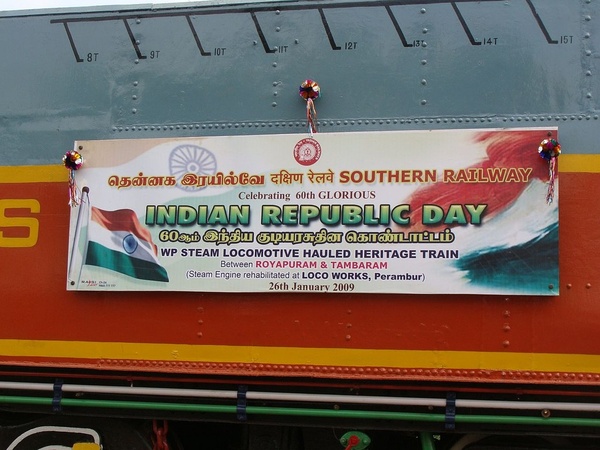 8T 9T 10T 11T 12T 13T 14T 15T
தென்னக இரயில்வே दक्षिण रेलवे SOUTHERN RAILWAY
Celebrating 60th GLORIOUS
INDIAN REPUBLIC DAY
60ஆம் இந்திய குடியரசுதின கொண்டாட்டம்
WP STEAM LOCOMOTIVE HAULED HERITAGE TRAIN
Between ROYAPURAM & TAMBARAM
(Steam Engine rehabilitated at LOCO WORKS, Perambur)
26th January 2009
S